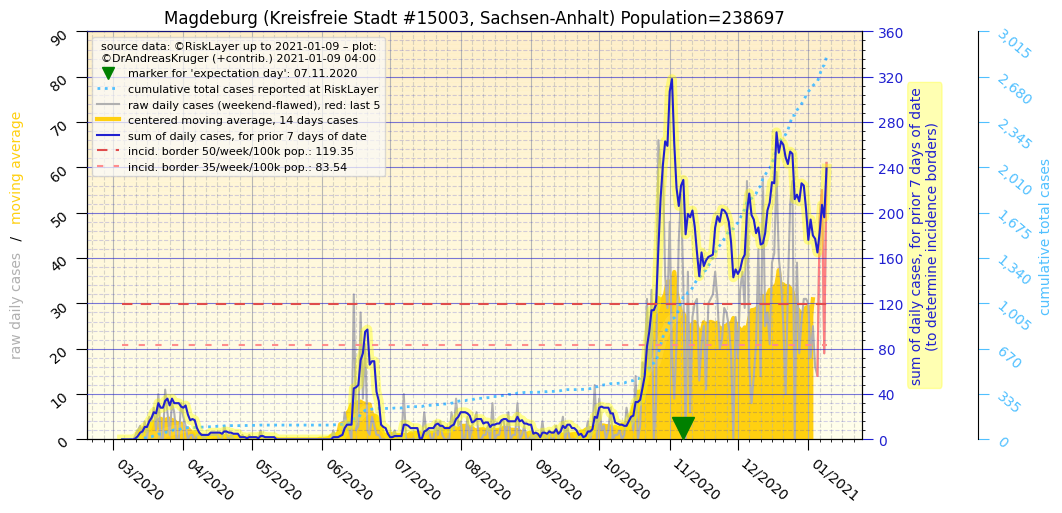 Magdeburg (Kreisfreie Stadt #15003, Sachsen-Anhalt) Population=238697
source data: ©RiskLayer up to 2021-01-09 – plot:
©DrAndreasKruger (+contrib.) 2021-01-09 04:00
marker for 'expectation day': 07.11.2020
cumulative total cases reported at RiskLayer
raw daily cases (weekend-flawed), red: last 5
centered moving average, 14 days cases
sum of daily cases, for prior 7 days of date
incid. border 50/week/100k pop.: 119.35
incid. border 35/week/100k pop.: 83.54
raw daily cases / moving average
90
80
70
60
50
40
30
20
10
0
03/2020
04/2020
05/2020
06/2020
07/2020
08/2020
09/2020
10/2020
11/2020
12/2020
01/2021
360
320
280
240
200
160
120
80
40
0
sum of daily cases, for prior 7 days of date
(to determine incidence borders)
3,015
2,680
2,345
2,010
1,675
1,340
1,005
670
335
0
cumulative total cases